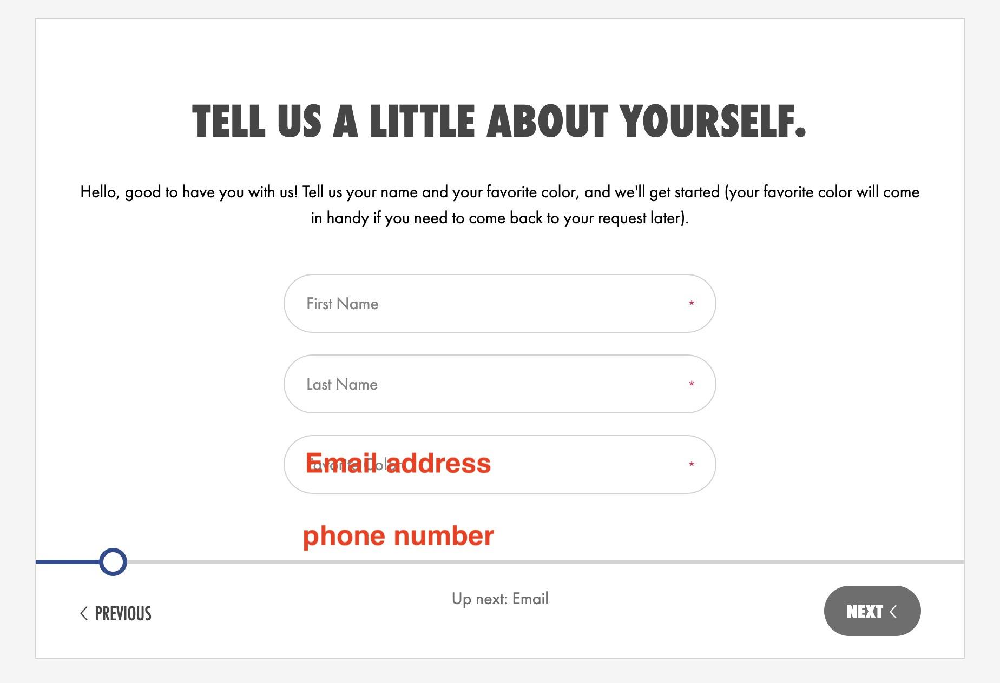 TELL US A LITTLE ABOUT YOURSELF.
Hello, good to have you with us! Tell us your name and your favorite color, and we'll get started (your favorite color will come
in handy if you need to come back to your request later).
First Name *
Last Name *
Favorite Color *
Email address
phone number
Up next: Email
PREVIOUS
NEXT